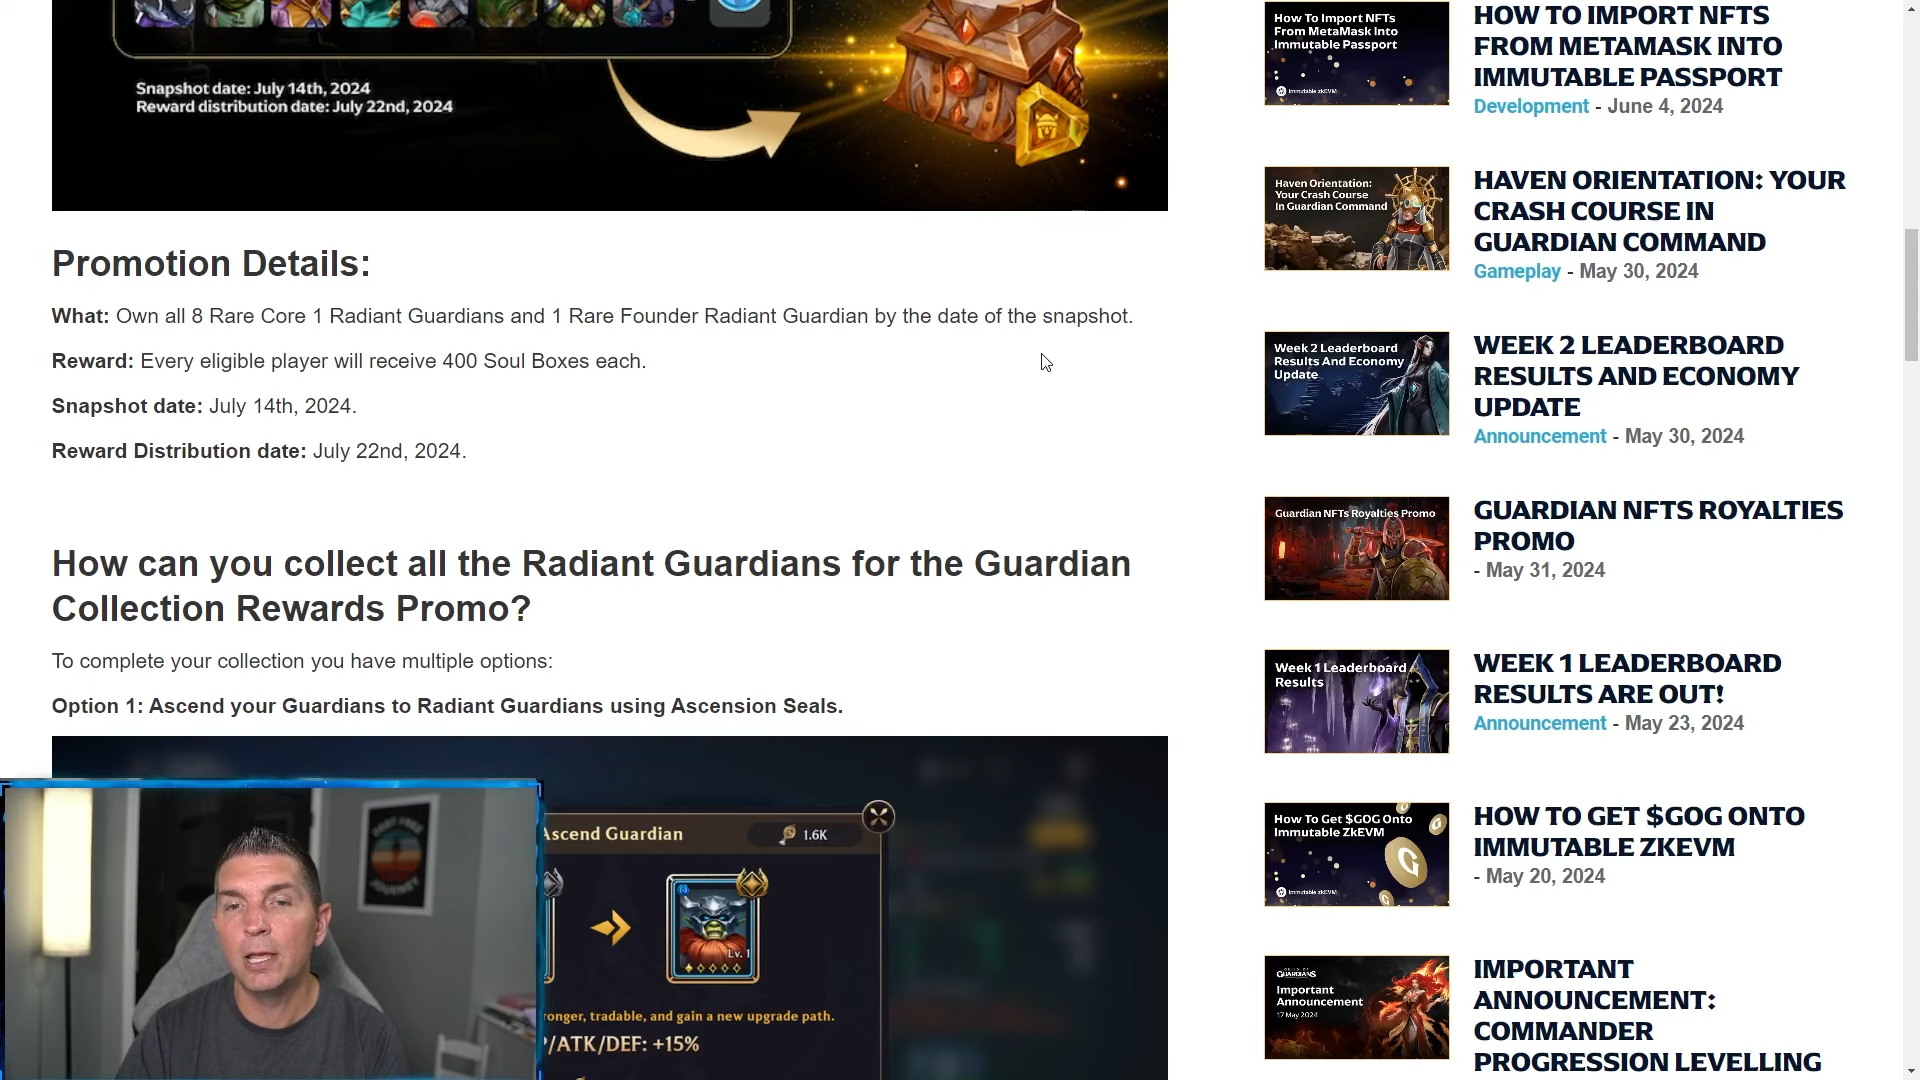 Snapshot date: July 14th, 2024
Reward distribution date: July 22nd, 2024
Promotion Details:
What: Own all 8 Rare Core 1 Radiant Guardians and 1 Rare Founder Radiant Guardian by the date of the snapshot.
Reward: Every eligible player will receive 400 Soul Boxes each.
Snapshot date: July 14th, 2024.
Reward Distribution date: July 22nd, 2024.
How can you collect all the Radiant Guardians for the Guardian
Collection Rewards Promo?
To complete your collection you have multiple options:
Option 1: Ascend your Guardians to Radiant Guardians using Ascension Seals.
Ascend Guardian
1.6K
Lv. 1
tradable, and gain a new upgrade path.
/ATK/DEF: +15%
JOURNEY
How To Import NFTs
From MetaMask Into
Immutable Passport
Immutable zkEVM
HOW TO IMPORT NFTS
FROM METAMASK INTO
IMMUTABLE PASSPORT
Development - June 4, 2024
Haven Orientation:
Your Crash Course
In Guardian Command
HAVEN ORIENTATION: YOUR
CRASH COURSE IN
GUARDIAN COMMAND
Gameplay - May 30, 2024
Week 2 Leaderboard
Results And Economy
Update
WEEK 2 LEADERBOARD
RESULTS AND ECONOMY
UPDATE
Announcement - May 30, 2024
Guardian NFTs Royalties Promo
GUARDIAN NFTS ROYALTIES
PROMO
- May 31, 2024
Week 1 Leaderboard
Results
WEEK 1 LEADERBOARD
RESULTS ARE OUT!
Announcement - May 23, 2024
How To Get $GOG Onto
Immutable ZkEVM
Immutable zkEVM
HOW TO GET $GOG ONTO
IMMUTABLE ZKEVM
- May 20, 2024
GUILD OF
GUARDIANS
Important
Announcement
17 May 2024
IMPORTANT
ANNOUNCEMENT:
COMMANDER
PROGRESSION LEVELLING